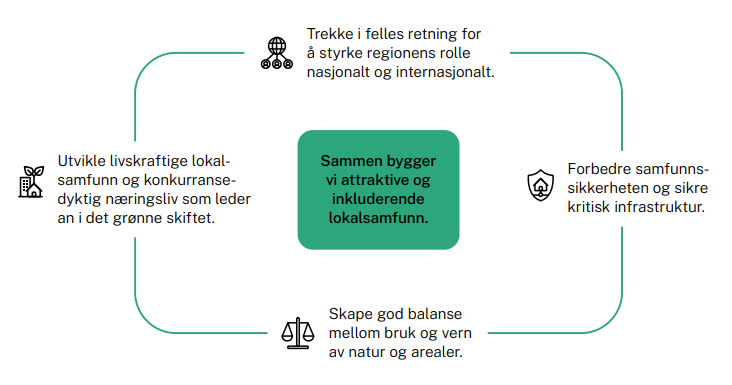 Trekke i felles retning for
å styrke regionens rolle
nasjonalt og internasjonalt.
Utvikle livskraftige lokal-
samfunn og konkurranse-
dyktig næringsliv som leder
an i det grønne skiftet.
Sammen bygger
vi attraktive og
inkluderende
lokalsamfunn.
Forbedre samfunns-
sikkerheten og sikre
kritisk infrastruktur.
Skape god balanse
mellom bruk og vern
av natur og arealer.